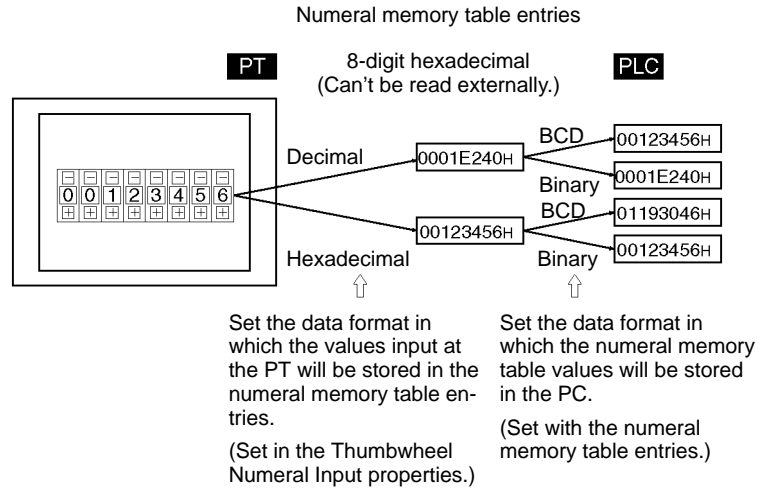 Numeral memory table entries
PT
8-digit hexadecimal
(Can't be read externally.)
PLC
Decimal
0001E240H
BCD
00123456H
Binary
0001E240H
0 0 1 2 3 4 5 6
Hexadecimal
00123456H
BCD
01193046H
Binary
00123456H
Set the data format in
which the values input at
the PT will be stored in the
numeral memory table en-
tries.
(Set in the Thumbwheel
Numeral Input properties.)
Set the data format in
which the numeral memory
table values will be stored
in the PC.
(Set with the numeral
memory table entries.)